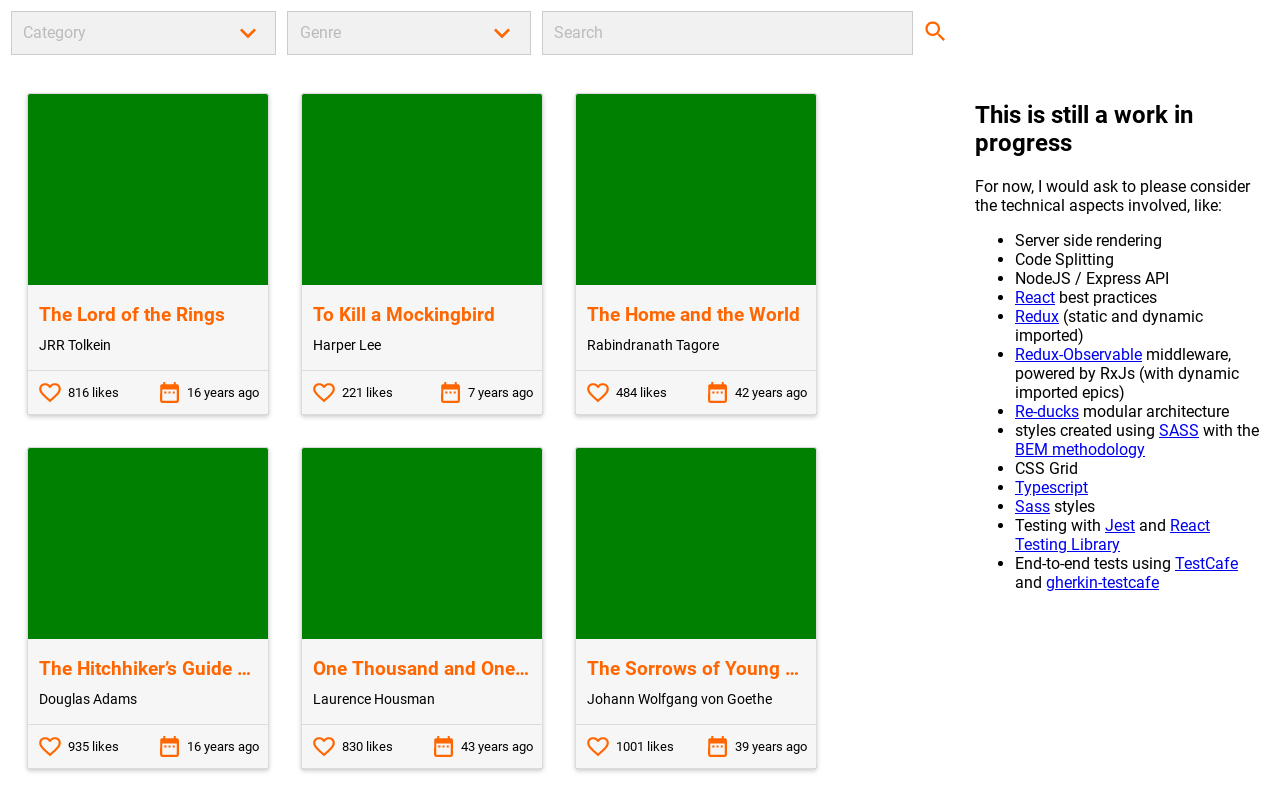 Category
Genre
Search
The Lord of the Rings
JRR Tolkein
816 likes
16 years ago
To Kill a Mockingbird
Harper Lee
221 likes
7 years ago
The Home and the World
Rabindranath Tagore
484 likes
42 years ago
The Hitchhiker’s Guide ...
Douglas Adams
935 likes
16 years ago
One Thousand and One...
Laurence Housman
830 likes
43 years ago
The Sorrows of Young ...
Johann Wolfgang von Goethe
1001 likes
39 years ago
This is still a work in
progress
For now, I would ask to please consider
the technical aspects involved, like:
Server side rendering
Code Splitting
NodeJS / Express API
React best practices
Redux (static and dynamic
imported)
Redux-Observable middleware,
powered by RxJs (with dynamic
imported epics)
Re-ducks modular architecture
styles created using SASS with the
BEM methodology
CSS Grid
Typescript
Sass styles
Testing with Jest and React
Testing Library
End-to-end tests using TestCafe
and gherkin-testcafe